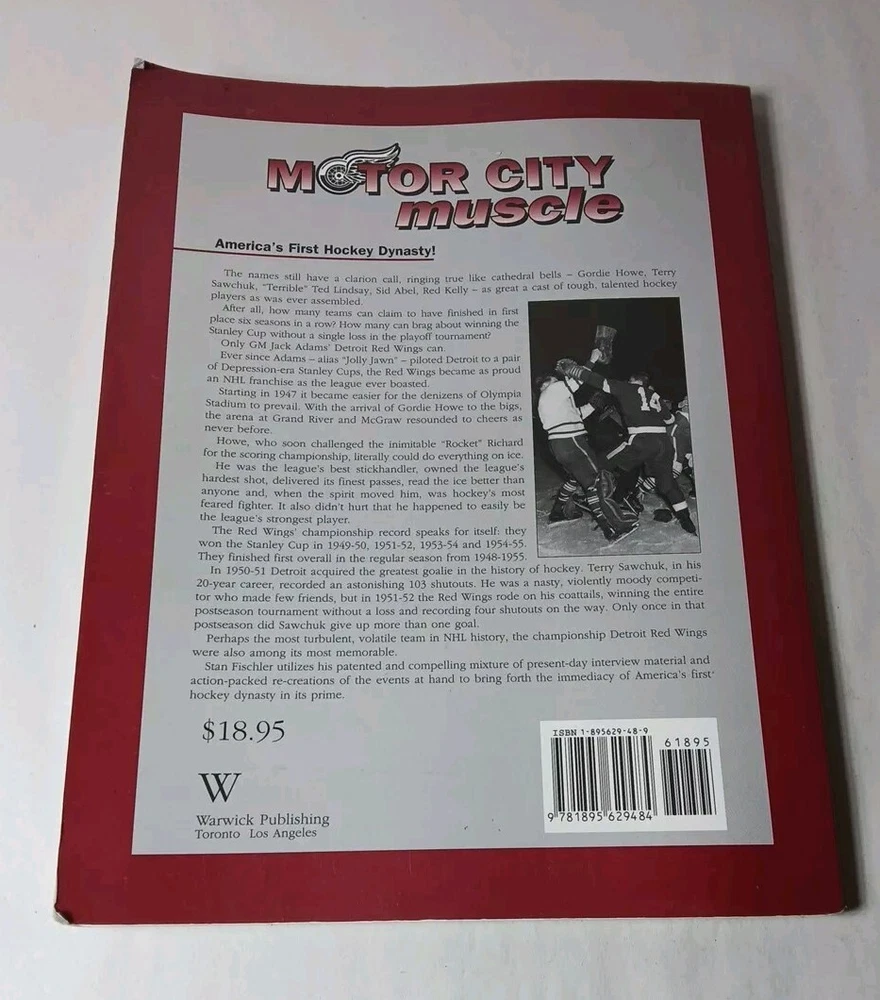 MOTOR CITY
muscle
America's First Hockey Dynasty!
The names still have a clarion call, ringing true like cathedral bells – Gordie Howe, Terry
Sawchuk, "Terrible" Ted Lindsay, Sid Abel, Red Kelly – as great a cast of tough, talented hockey
players as was ever assembled.
After all, how many teams can claim to have finished in first
place six seasons in a row? How many can brag about winning the
Stanley Cup without a single loss in the playoff tournament?
Only GM Jack Adams' Detroit Red Wings can.
Ever since Adams – alias "Jolly Jawn" – piloted Detroit to a pair
of Depression-era Stanley Cups, the Red Wings became as proud
an NHL franchise as the league ever boasted.
Starting in 1947 it became easier for the denizens of Olympia
Stadium to prevail. With the arrival of Gordie Howe to the bigs,
the arena at Grand River and McGraw resounded to cheers as
never before.
Howe, who soon challenged the inimitable "Rocket" Richard
for the scoring championship, literally could do everything on ice.
He was the league's best stickhandler, owned the league's
hardest shot, delivered its finest passes, read the ice better than
anyone and, when the spirit moved him, was hockey's most
feared fighter. It also didn't hurt that he happened to easily be
the league's strongest player.
The Red Wings' championship record speaks for itself: they
won the Stanley Cup in 1949-50, 1951-52, 1953-54 and 1954-55.
They finished first overall in the regular season from 1948-1955.
In 1950-51 Detroit acquired the greatest goalie in the history of hockey. Terry Sawchuk, in his
20-year career, recorded an astonishing 103 shutouts. He was a nasty, violently moody competi-
tor who made few friends, but in 1951-52 the Red Wings rode on his coattails, winning the entire
postseason tournament without a loss and recording four shutouts on the way. Only once in that
postseason did Sawchuk give up more than one goal.
Perhaps the most turbulent, volatile team in NHL history, the championship Detroit Red Wings
were also among its most memorable.
Stan Fischler utilizes his patented and compelling mixture of present-day interview material and
action-packed re-creations of the events at hand to bring forth the immediacy of America's first
hockey dynasty in its prime.
14
$18.95
W
Warwick Publishing
Toronto Los Angeles
ISBN 1-895629-48-9
61895
9 781895 629484